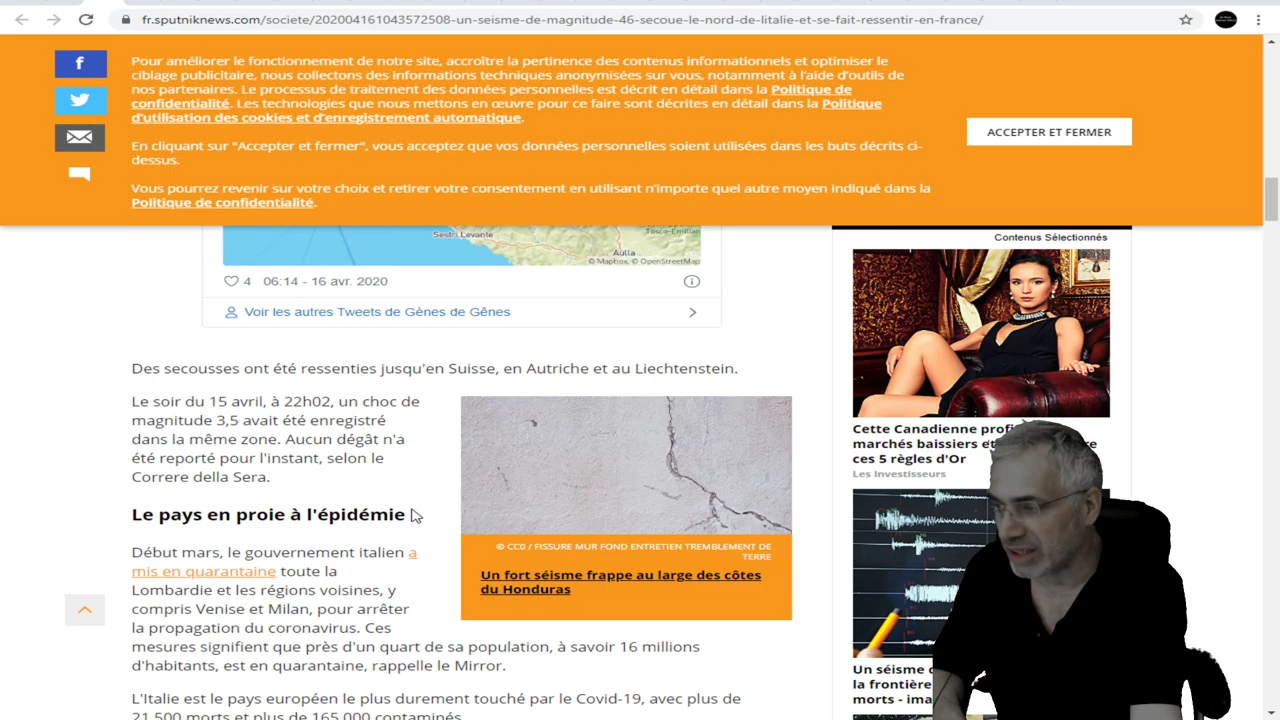 fr.sputniknews.com/societe/202004161043572508-un-seisme-de-magnitude-46-secoue-le-nord-de-litalie-et-se-fait-ressentir-en-france/
Pour améliorer le fonctionnement de notre site, accroître la pertinence des contenus informationnels et optimiser le
ciblage publicitaire, nous collectons des informations techniques anonymisées sur vous, notamment à l'aide d'outils de
nos partenaires. Le processus de traitement des données personnelles est décrit en détail dans la Politique de
confidentialité. Les technologies que nous mettons en œuvre pour ce faire sont décrites en détail dans la Politique
d'utilisation des cookies et d'enregistrement automatique.
En cliquant sur "Accepter et fermer", vous acceptez que vos données personnelles soient utilisées dans les buts décrits ci-
dessus.
Vous pourrez revenir sur votre choix et retirer votre consentement en utilisant n'importe quel autre moyen indiqué dans la
Politique de confidentialité.
ACCEPTER ET FERMER
Sestri Levante
Tosco-Emilian
Aulla
© Mapbox, © OpenStreetMap
4 06:14 - 16 avr. 2020
Voir les autres Tweets de Gènes de Gênes
Des secousses ont été ressenties jusqu'en Suisse, en Autriche et au Liechtenstein.
Le soir du 15 avril, à 22h02, un choc de
magnitude 3,5 avait été enregistré
dans la même zone. Aucun dégât n'a
été reporté pour l'instant, selon le
Correre della Sera.
Le pays en proie à l'épidémie
Début mars, le gouvernement italien a
mis en quarantaine toute la
Lombardie et les régions voisines, y
compris Venise et Milan, pour arrêter
la propagation du coronavirus. Ces
mesures signifient que près d'un quart de sa population, à savoir 16 millions
d'habitants, est en quarantaine, rappelle le Mirror.
L'Italie est le pays européen le plus durement touché par le Covid-19, avec plus de
21.500 morts et plus de 165.000 contaminés.
© CC0 / FISSURE MUR FOND ENTRETIEN TREMBLEMENT DE
TERRE
Un fort séisme frappe au large des côtes
du Honduras
Contenus Sélectionnés
Cette Canadienne
marchés baissiers
ces 5 règles d'Or
Les Investisseurs
Un séisme
la frontière
morts